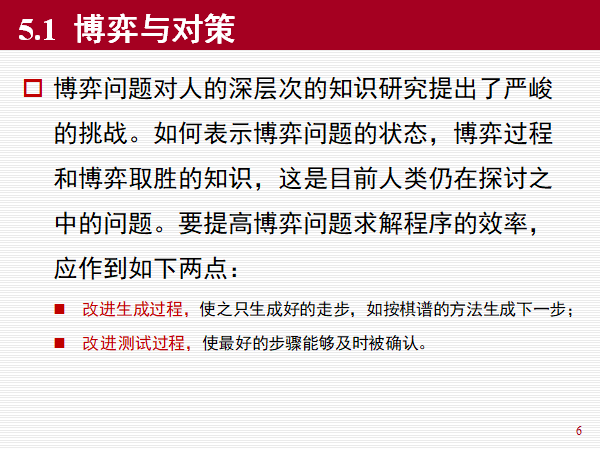 5.1 博弈与对策
博弈问题对人的深层次的知识研究提出了严峻
的挑战。如何表示博弈问题的状态，博弈过程
和博弈取胜的知识，这是目前人类仍在探讨之
中的问题。要提高博弈问题求解程序的效率，
应作到如下两点：
改进生成过程，使之只生成好的走步，如按棋谱的方法生成下一步；
改进测试过程，使最好的步骤能够及时被确认。
6